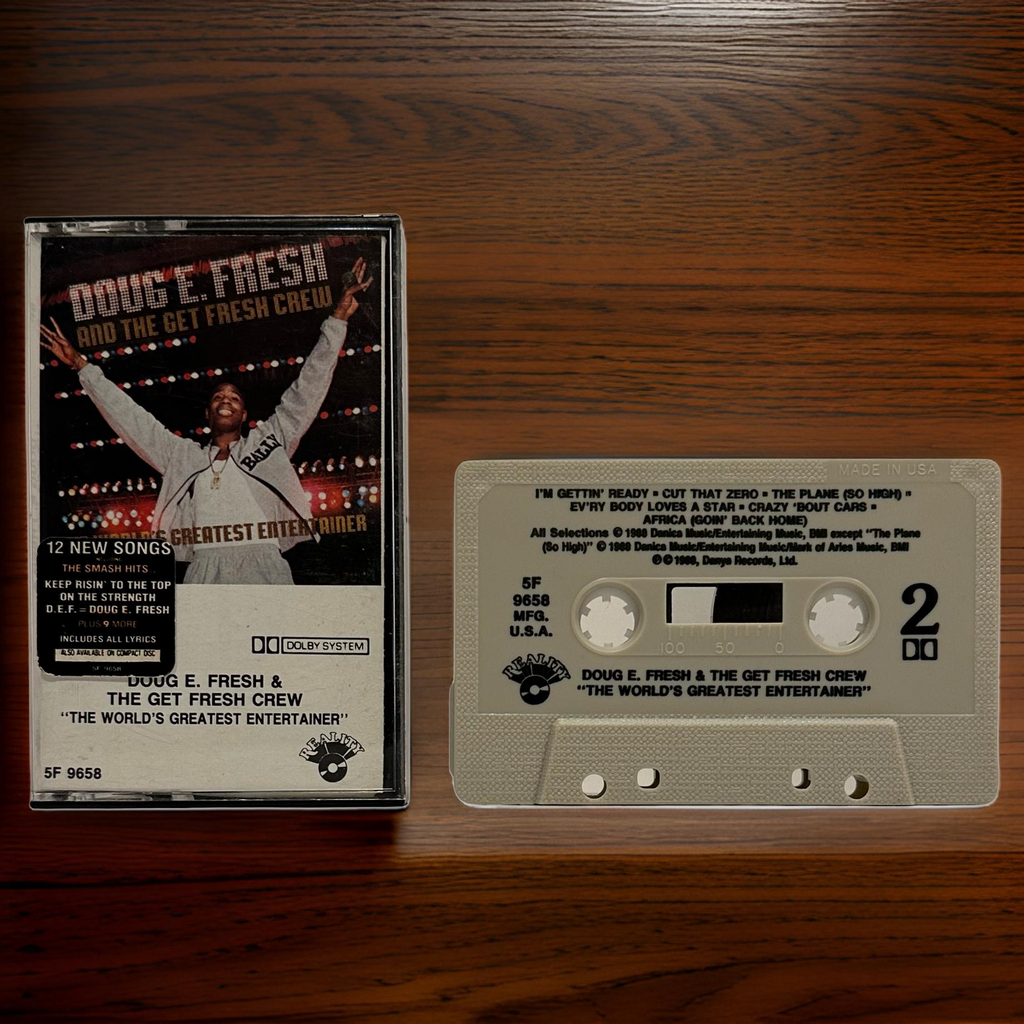 DOUG E. FRESH
AND THE GET FRESH CREW
BALLY
WORLD'S GREATEST ENTERTAINER
12 NEW SONGS
THE SMASH HITS
KEEP RISIN' TO THE TOP
ON THE STRENGTH
D.E.F. = DOUG E. FRESH
PLUS 9 MORE
INCLUDES ALL LYRICS
ALSO AVAILABLE ON COMPACT DISC
5F 9658
DOLBY SYSTEM
DOUG E. FRESH &
THE GET FRESH CREW
"THE WORLD'S GREATEST ENTERTAINER"
REALITY
5F 9658
MADE IN USA
I'M GETTIN' READY ▪ CUT THAT ZERO ▪ THE PLANE (SO HIGH) ▪
EV'RY BODY LOVES A STAR ▪ CRAZY 'BOUT CARS ▪
AFRICA (GOIN' BACK HOME)
All Selections © 1988 Danica Music/Entertaining Music, BMI except "The Plane
(So High)" © 1988 Danica Music/Entertaining Music/Mark of Aries Music, BMI
℗ © 1988, Danya Records, Ltd.
5F
9658
MFG.
U.S.A.
100 50 0
2
REALITY
DOUG E. FRESH & THE GET FRESH CREW
"THE WORLD'S GREATEST ENTERTAINER"